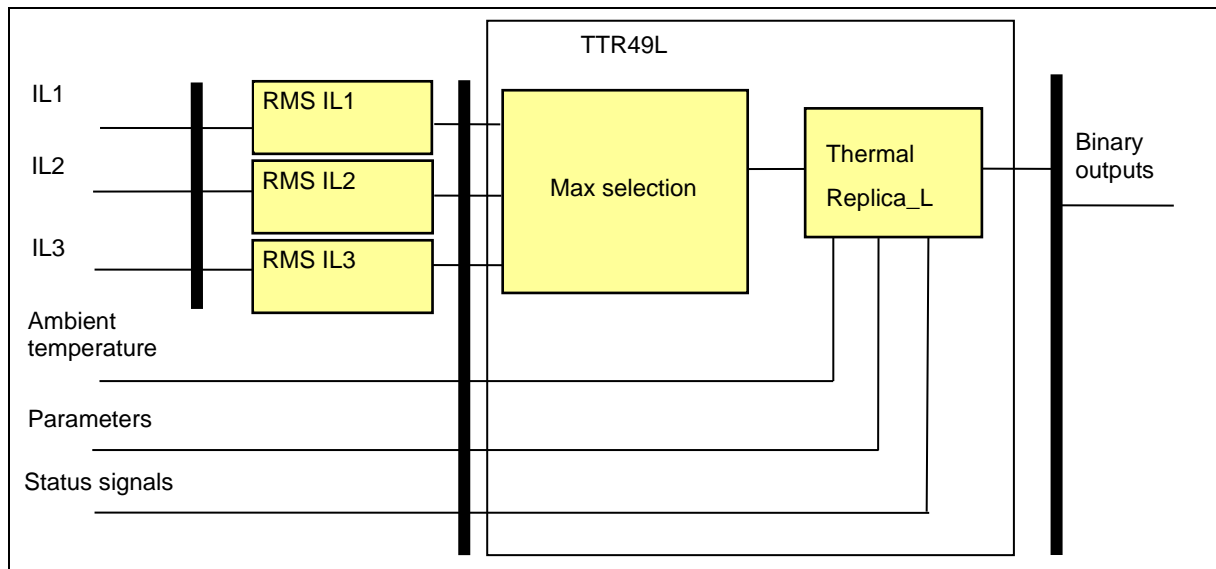 TTR49L
IL1
RMS IL1
IL2
RMS IL2
IL3
RMS IL3
Max selection
Thermal
Replica_L
Binary
outputs
Ambient
temperature
Parameters
Status signals